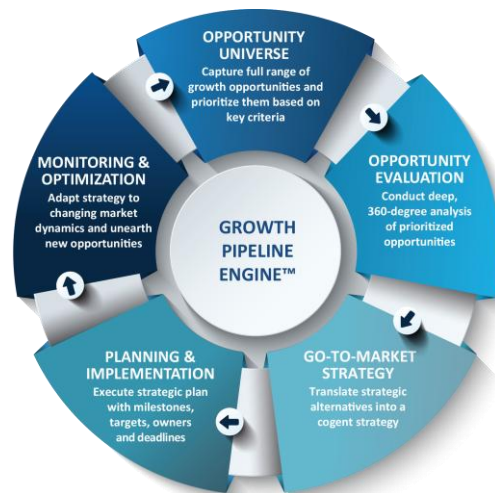 OPPORTUNITY
UNIVERSE
Capture full range of
growth opportunities and
prioritize them based on
key criteria
OPPORTUNITY
EVALUATION
Conduct deep,
360-degree analysis
of prioritized
opportunities
GO-TO-MARKET
STRATEGY
Translate strategic
alternatives into a
cogent strategy
PLANNING &
IMPLEMENTATION
Execute strategic plan
with milestones,
targets, owners
and deadlines
MONITORING &
OPTIMIZATION
Adapt strategy to
changing market
dynamics and unearth
new opportunities
GROWTH
PIPELINE
ENGINE™